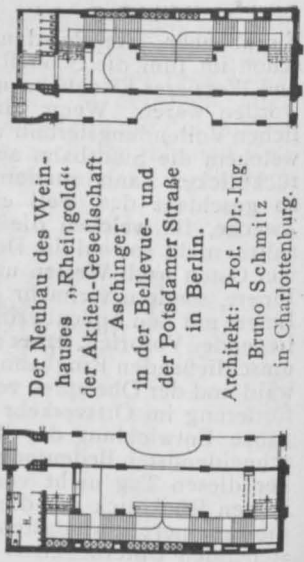 Der Neubau des Wein
hauses „Rheingold“
der Aktien-Gesellschaft
Aschinger
in der Bellevue- und
der Potsdamer Straße
in Berlin.
Architekt: Prof. Dr.-Ing.
Bruno Schmitz
in Charlottenburg.